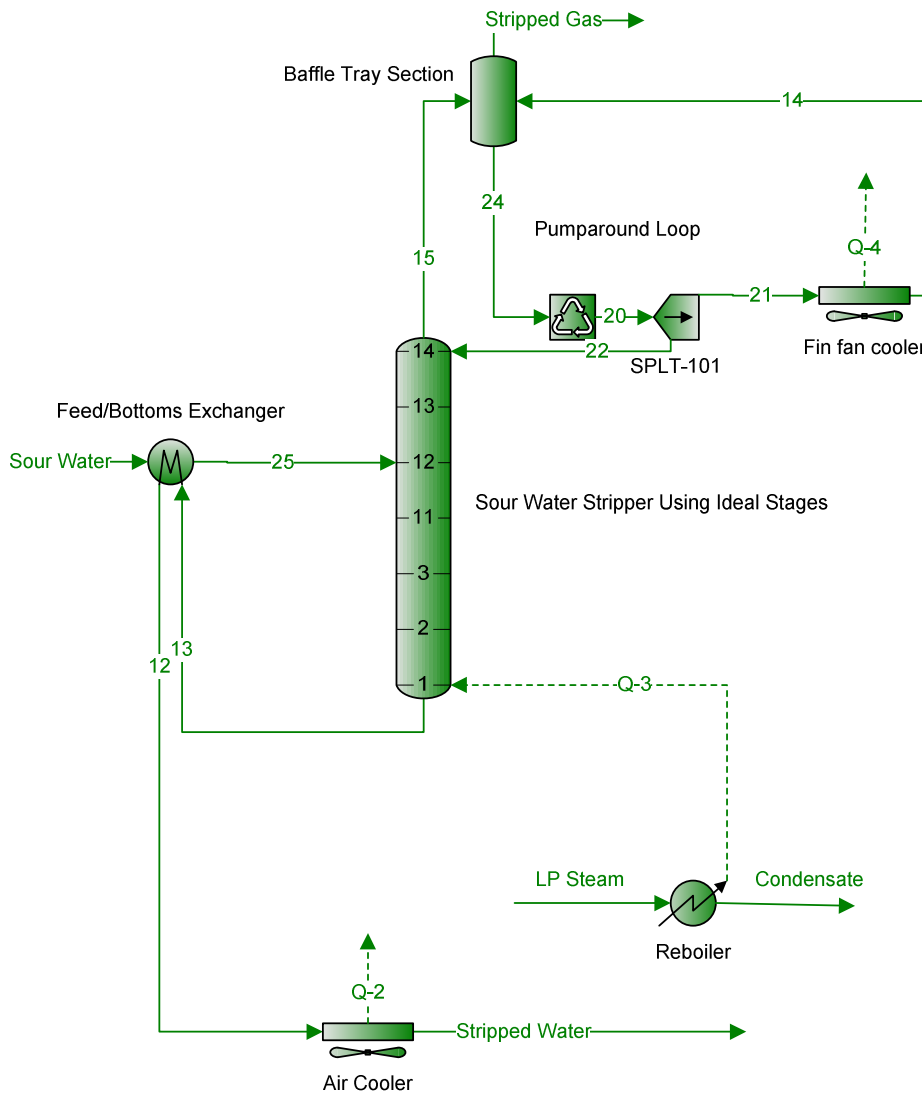 Stripped Gas
Baffle Tray Section
14
24
Pumparound Loop
15
Q-4
20
21
22
SPLT-101
Fin fan cooler
14
13
12
11
3
2
1
Feed/Bottoms Exchanger
Sour Water
25
Sour Water Stripper Using Ideal Stages
13
12
Q-3
LP Steam
Condensate
Reboiler
Q-2
Stripped Water
Air Cooler